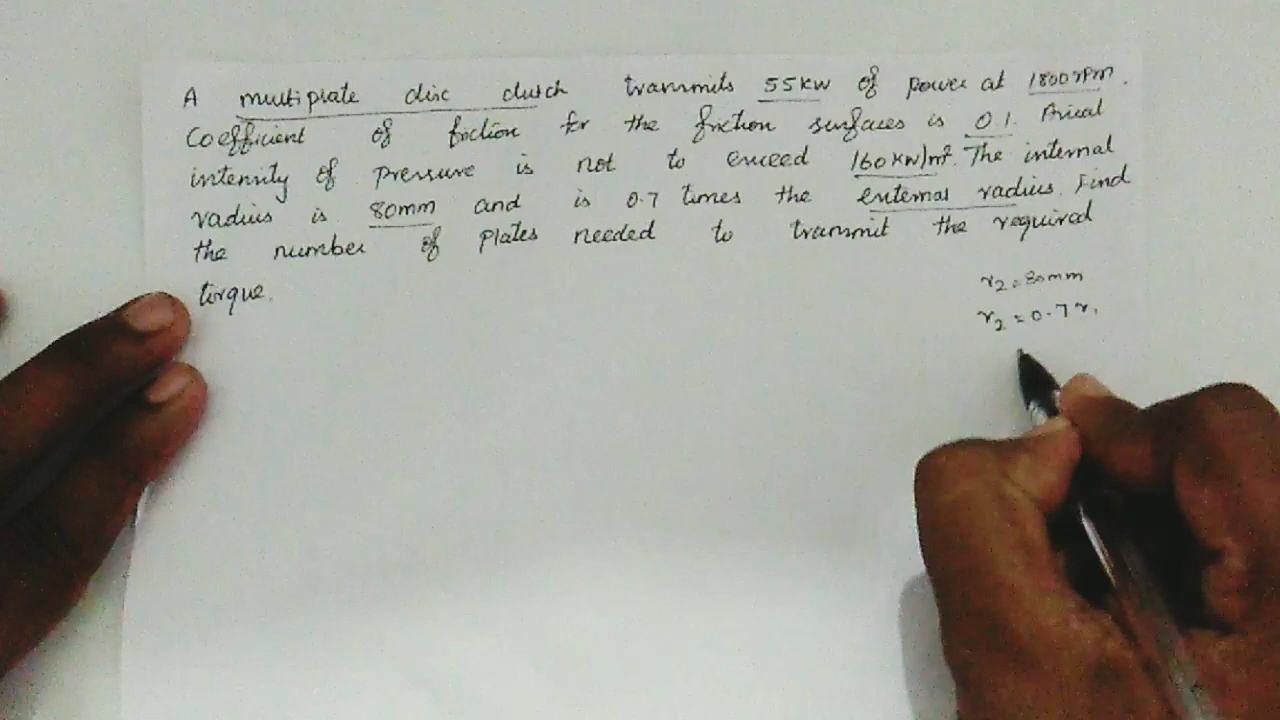 A multiplate disc clutch transmits 55kw of power at 1800rpm.
Coefficient of friction for the friction surfaces is 0.1. Axial
intensity of pressure is not to exceed 160kN/m². The internal
radius is 80mm and is 0.7 times the external radius. Find
the number of plates needed to transmit the required
torque.
r₂ = 80mm
r₂ = 0.7 r₁